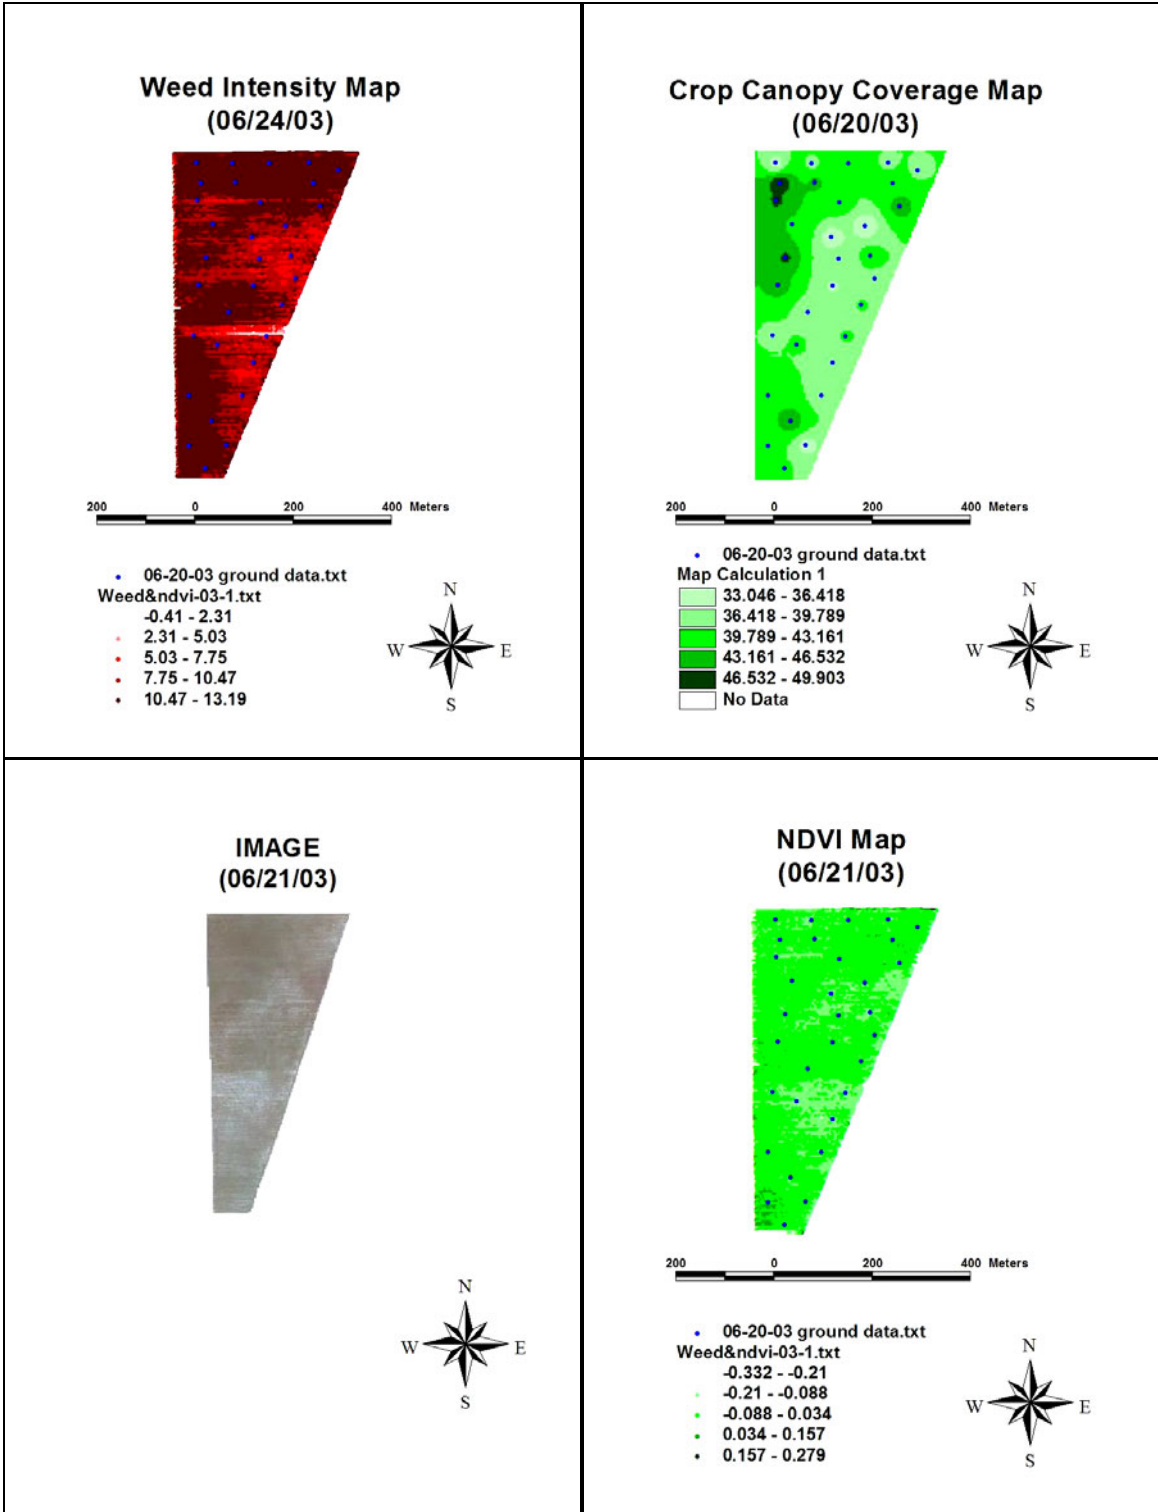 Weed Intensity Map
(06/24/03)
200 0 200 400 Meters
06-20-03 ground data.txt
Weed&ndvi-03-1.txt
-0.41 - 2.31
2.31 - 5.03
5.03 - 7.75
7.75 - 10.47
10.47 - 13.19
N
W E
S
Crop Canopy Coverage Map
(06/20/03)
200 0 200 400 Meters
06-20-03 ground data.txt
Map Calculation 1
33.046 - 36.418
36.418 - 39.789
39.789 - 43.161
43.161 - 46.532
46.532 - 49.903
No Data
N
W E
S
IMAGE
(06/21/03)
N
W E
S
NDVI Map
(06/21/03)
200 0 200 400 Meters
06-20-03 ground data.txt
Weed&ndvi-03-1.txt
-0.332 - -0.21
-0.21 - -0.088
-0.088 - 0.034
0.034 - 0.157
0.157 - 0.279
N
W E
S